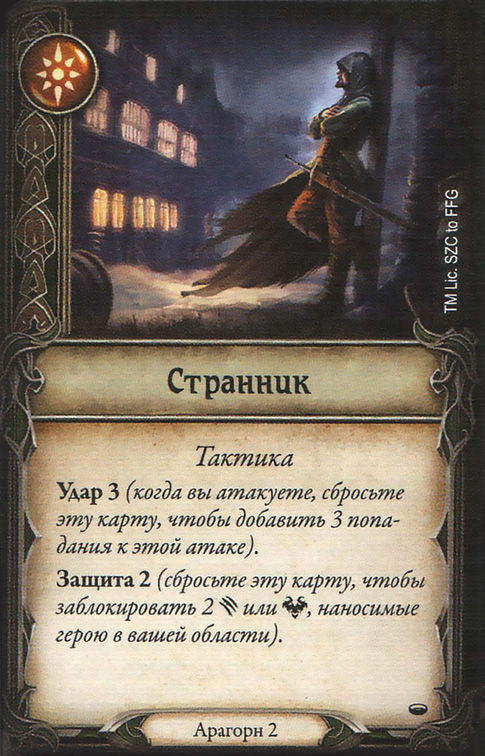 TM Lic. SZC to FFG
Странник
Тактика
Удар 3 (когда вы атакуете, сбросьте
эту карту, чтобы добавить 3 попа-
дания к этой атаке).
Защита 2 (сбросьте эту карту, чтобы
заблокировать 2 или , наносимые
герою в вашей области).
Арагорн 2